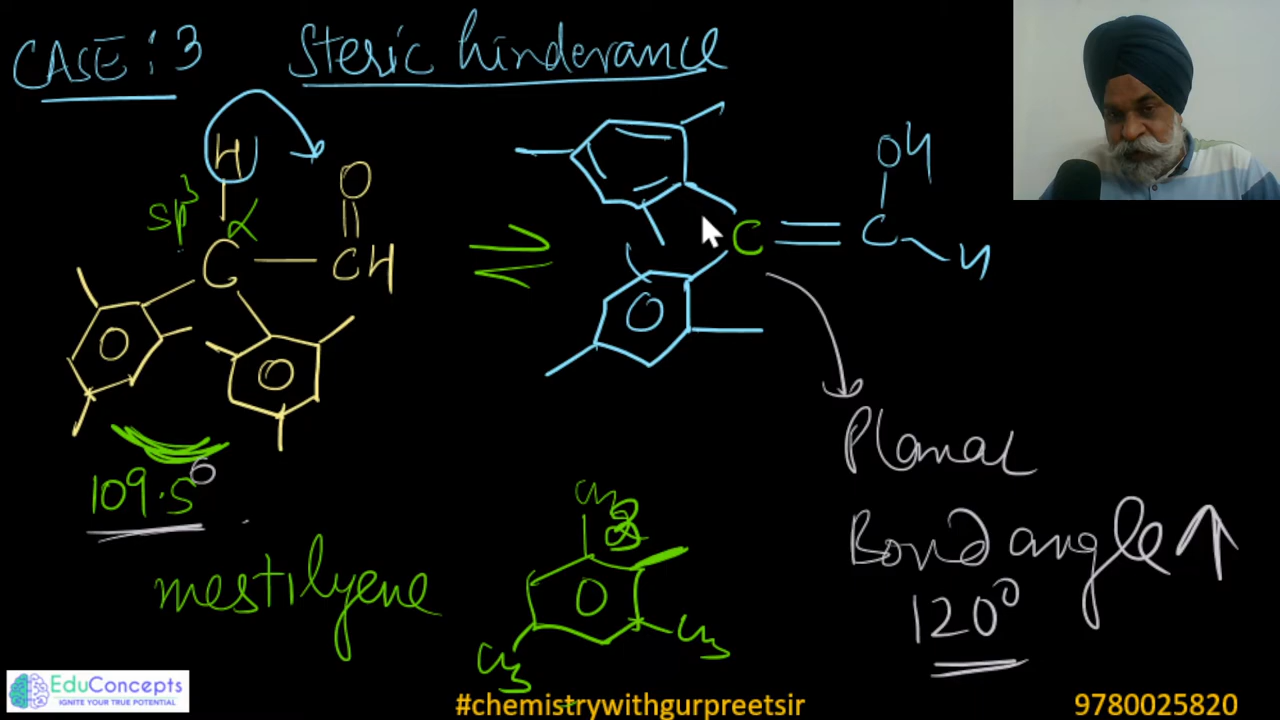 CASE : 3 Steric hinderance
H
O
sp³ α
C — CH
OH
C = C
H
109.5°
Planar
Bond angle ↑
120°
mestilyene
CH3
CH3
CH3
EduConcepts
IGNITE YOUR TRUE POTENTIAL
#chemistrywithgurpreetsir
9780025820